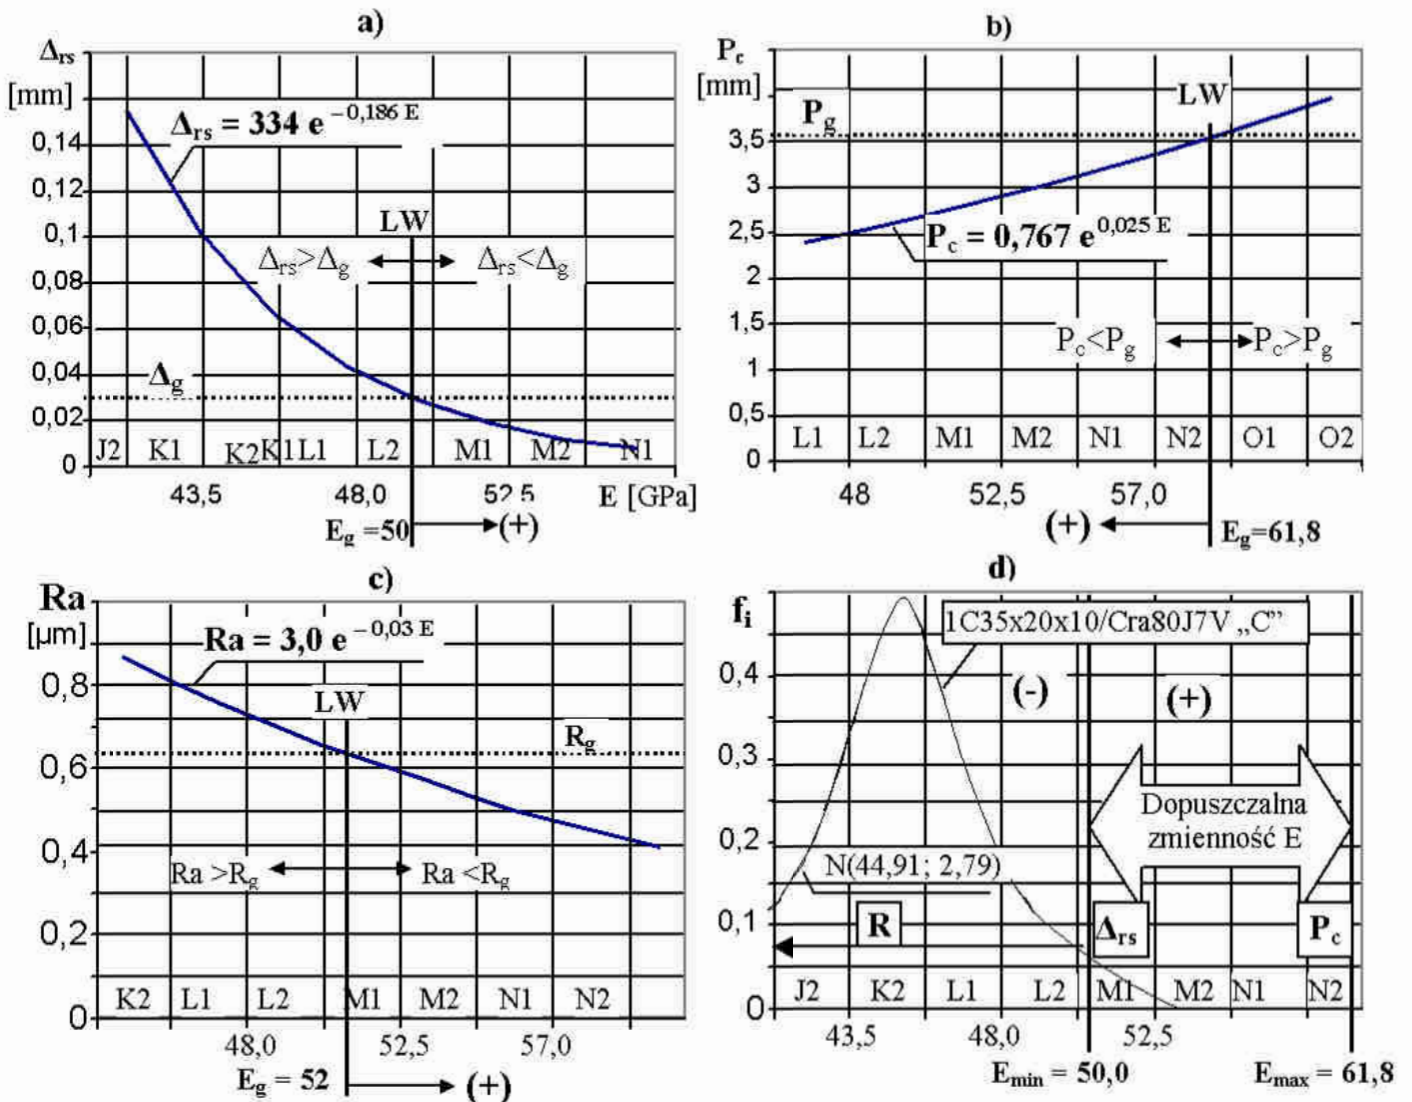 a)
Δrs
[mm]
Δrs = 334 e –0,186 E
0,14
0,12
0,1
0,08
0,06
0,04
0,02
0
LW
Δrs>Δg
Δrs<Δg
Δg
J2 K1 K2 K1 L1 L2 M1 M2 N1
43,5 48,0 52,5 E [GPa]
Eg =50 (+)
b)
Pc
[mm]
LW
Pg
3,5
3
2,5
2
1,5
1
0,5
0
Pc = 0,767 e0,025 E
Pc<Pg
Pc>Pg
L1 L2 M1 M2 N1 N2 O1 O2
48 52,5 57,0
(+) Eg=61,8
c)
Ra
[µm]
Ra = 3,0 e –0,03 E
LW
Rg
0,8
0,6
0,4
0,2
0
Ra >Rg
Ra <Rg
K2 L1 L2 M1 M2 N1 N2
48,0 52,5 57,0
Eg = 52 (+)
d)
fi
1C35x20x10/Cra80J7V „C”
0,4
0,3
0,2
0,1
0
(-) (+)
Dopuszczalna
zmienność E
N(44,91; 2,79)
R Δrs Pc
J2 K2 L1 L2 M1 M2 N1 N2
43,5 48,0 52,5
Emin = 50,0 Emax = 61,8